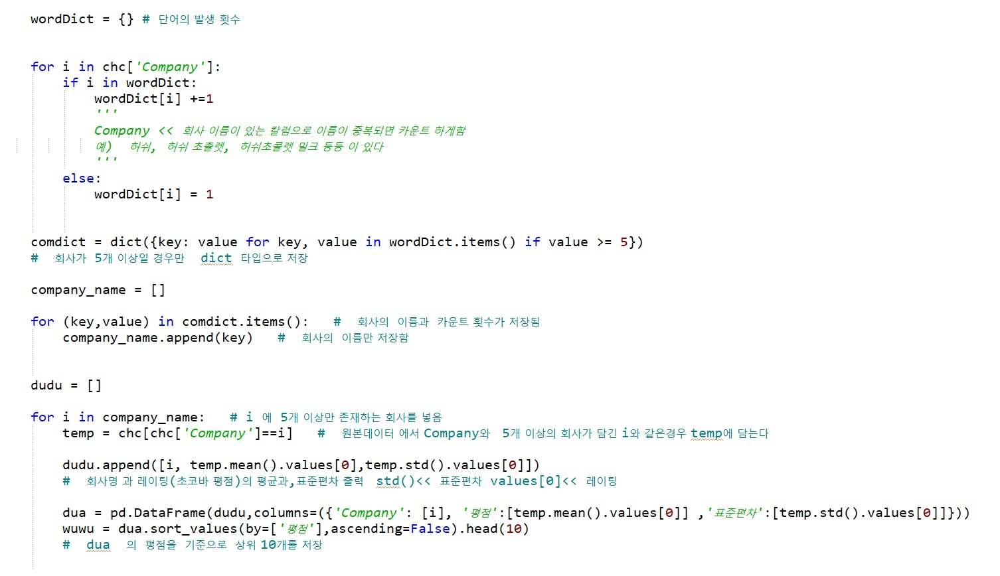 wordDict = {} # 단어의 발생 횟수
for i in chc['Company']:
if i in wordDict:
wordDict[i] +=1
'''
Company << 회사 이름이 있는 칼럼으로 이름이 중복되면 카운트 하게함
예) 허쉬, 허쉬 초촐렛, 허쉬초콜렛 밀크 등등 이 있다
'''
else:
wordDict[i] = 1
comdict = dict({key: value for key, value in wordDict.items() if value >= 5})
# 회사가 5개 이상일 경우만 dict 타입으로 저장
company_name = []
for (key,value) in comdict.items(): # 회사의 이름과 카운트 횟수가 저장됨
company_name.append(key) # 회사의 이름만 저장함
dudu = []
for i in company_name: # i 에 5개 이상만 존재하는 회사를 넣음
temp = chc[chc['Company']==i] # 원본데이터 에서 Company와 5개 이상의 회사가 담긴 i와 같은경우 temp에 담는다
dudu.append([i, temp.mean().values[0],temp.std().values[0]])
# 회사명 과 레이팅(초코바 평점)의 평균과,표준편차 출력 std()<< 표준편차 values[0]<< 레이팅
dua = pd.DataFrame(dudu,columns=({'Company': [i], '평점':[temp.mean().values[0]] ,'표준편차':[temp.std().values[0]]}))
wuwu = dua.sort_values(by=['평점'],ascending=False).head(10)
# dua 의 평점을 기준으로 상위 10개를 저장